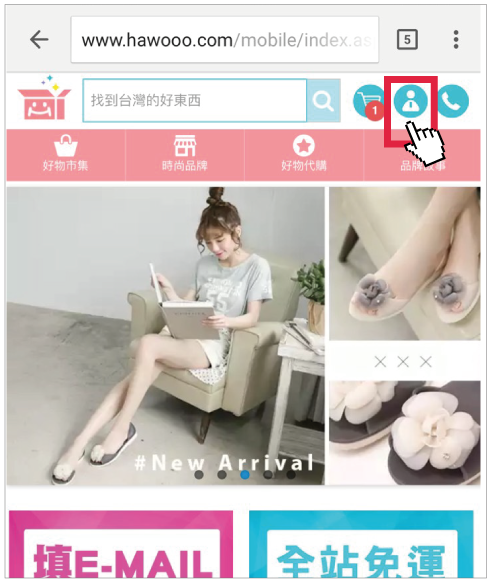 www.hawooo.com/mobile/index.as
5
找到台灣的好東西
1
好物市集
時尚品牌
好物代購
品牌故事
#New Arrival
填E-MAIL
全站免運